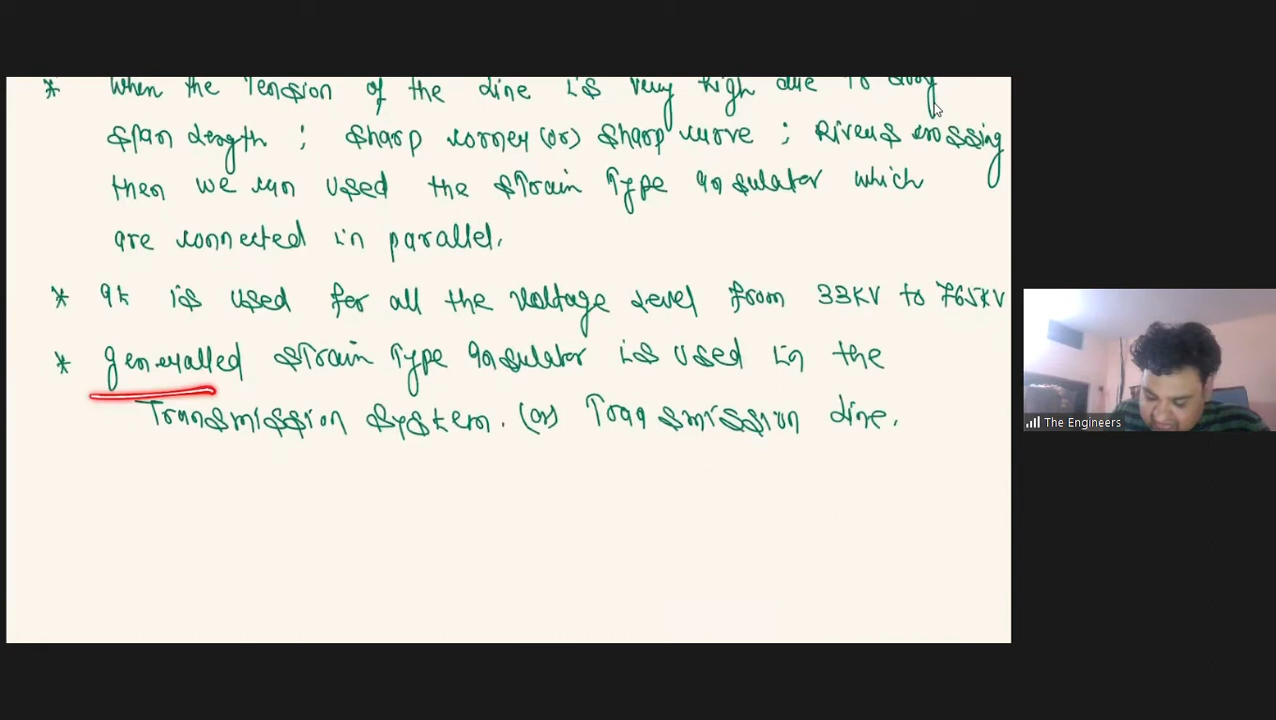 * When the Tension of the line is very high due to long
span length ; sharp corner (or) sharp curve ; Rivers crossing
then we can used the strain Type insulator which
are connected in parallel.
* It is used for all the voltage level from 33KV to 765KV
* generalled strain Type insulator is used in the
Transmission system. (or) Transmission line.
The Engineers